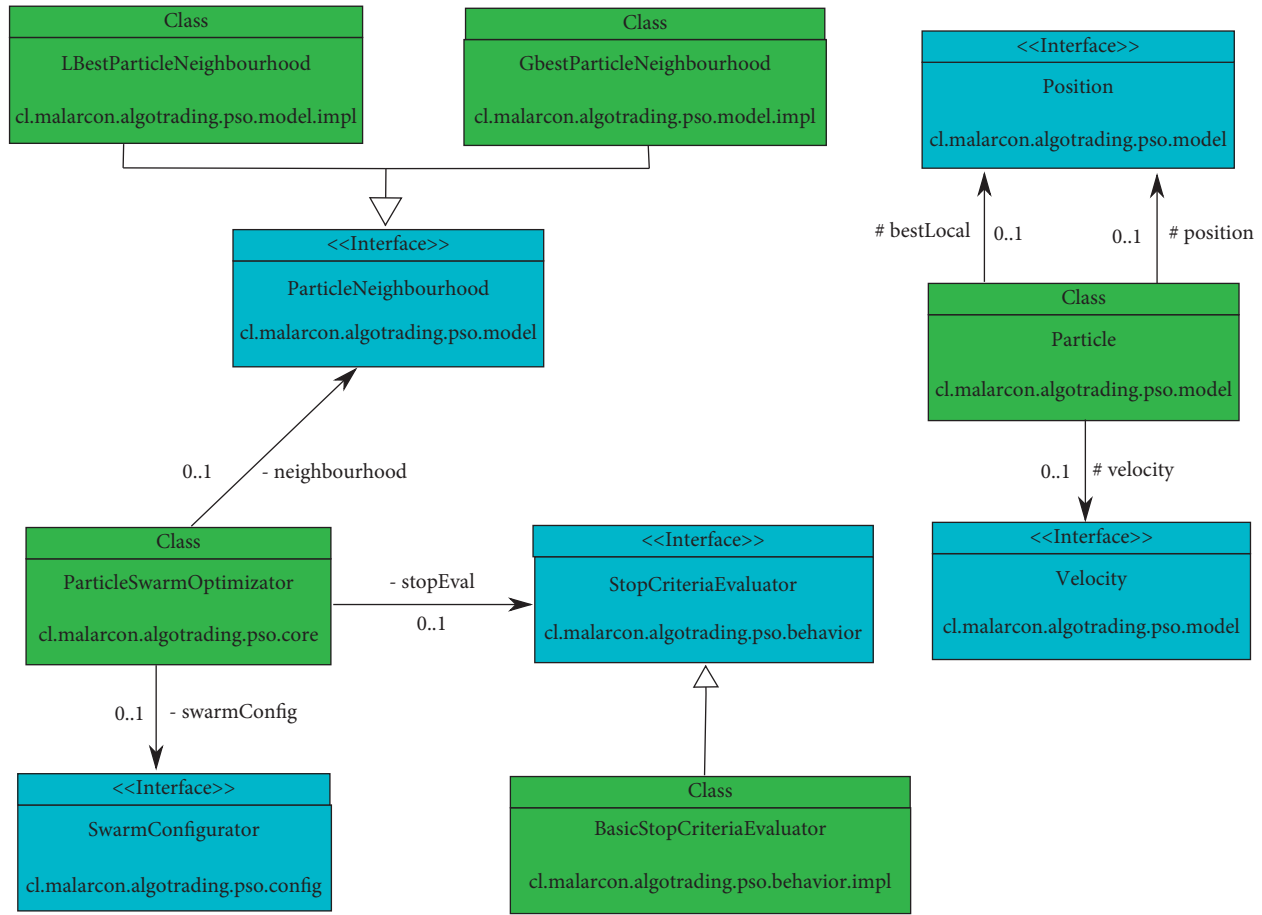 Class
LBestParticleNeighbourhood
cl.malarcon.algotrading.pso.model.impl
Class
GbestParticleNeighbourhood
cl.malarcon.algotrading.pso.model.impl
<<Interface>>
ParticleNeighbourhood
cl.malarcon.algotrading.pso.model
0..1
- neighbourhood
Class
ParticleSwarmOptimizator
cl.malarcon.algotrading.pso.core
- stopEval
0..1
<<Interface>>
StopCriteriaEvaluator
cl.malarcon.algotrading.pso.behavior
0..1
- swarmConfig
<<Interface>>
SwarmConfigurator
cl.malarcon.algotrading.pso.config
Class
BasicStopCriteriaEvaluator
cl.malarcon.algotrading.pso.behavior.impl
<<Interface>>
Position
cl.malarcon.algotrading.pso.model
# bestLocal
0..1
0..1
# position
Class
Particle
cl.malarcon.algotrading.pso.model
0..1
# velocity
<<Interface>>
Velocity
cl.malarcon.algotrading.pso.model